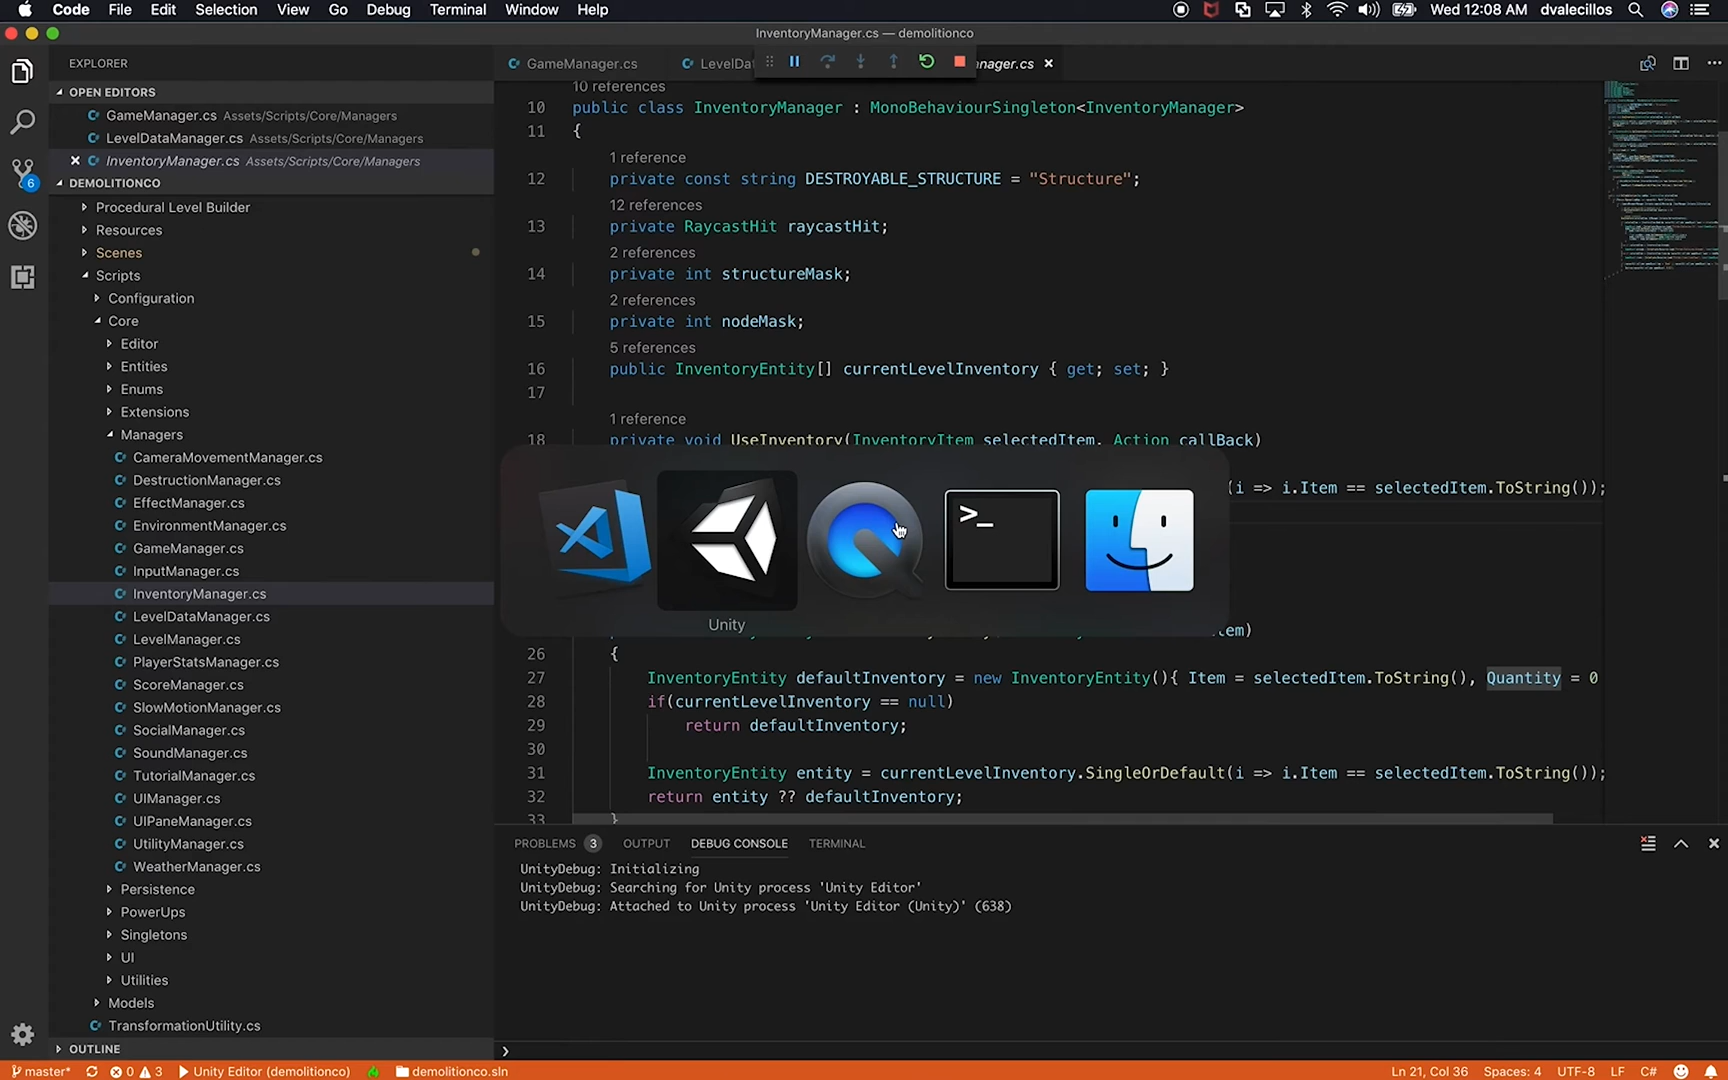 Code File Edit Selection View Go Debug Terminal Window Help
Wed 12:08 AM dvalecillos
InventoryManager.cs — demolitionco
EXPLORER
OPEN EDITORS
GameManager.cs Assets/Scripts/Core/Managers
LevelDataManager.cs Assets/Scripts/Core/Managers
InventoryManager.cs Assets/Scripts/Core/Managers
DEMOLITIONCO
Procedural Level Builder
Resources
Scenes
Scripts
Configuration
Core
Editor
Entities
Enums
Extensions
Managers
CameraMovementManager.cs
DestructionManager.cs
EffectManager.cs
EnvironmentManager.cs
GameManager.cs
InputManager.cs
InventoryManager.cs
LevelDataManager.cs
LevelManager.cs
PlayerStatsManager.cs
ScoreManager.cs
SlowMotionManager.cs
SocialManager.cs
SoundManager.cs
TutorialManager.cs
UIManager.cs
UIPaneManager.cs
UtilityManager.cs
WeatherManager.cs
Persistence
PowerUps
Singletons
UI
Utilities
Models
TransformationUtility.cs
OUTLINE
6
GameManager.cs LevelDat nager.cs
10 references
10 public class InventoryManager : MonoBehaviourSingleton<InventoryManager>
11 {
1 reference
12 private const string DESTROYABLE_STRUCTURE = "Structure";
12 references
13 private RaycastHit raycastHit;
2 references
14 private int structureMask;
2 references
15 private int nodeMask;
5 references
16 public InventoryEntity[] currentLevelInventory { get; set; }
17
1 reference
18 private void UseInventory(InventoryItem selectedItem, Action callBack)
(i => i.Item == selectedItem.ToString());
Unity
tem)
26 {
27 InventoryEntity defaultInventory = new InventoryEntity(){ Item = selectedItem.ToString(), Quantity = 0
28 if(currentLevelInventory == null)
29 return defaultInventory;
30
31 InventoryEntity entity = currentLevelInventory.SingleOrDefault(i => i.Item == selectedItem.ToString());
32 return entity ?? defaultInventory;
33 }
PROBLEMS 3 OUTPUT DEBUG CONSOLE TERMINAL
UnityDebug: Initializing
UnityDebug: Searching for Unity process 'Unity Editor'
UnityDebug: Attached to Unity process 'Unity Editor (Unity)' (638)
master* 0 3 Unity Editor (demolitionco) demolitionco.sln
Ln 21, Col 36 Spaces: 4 UTF-8 LF C#